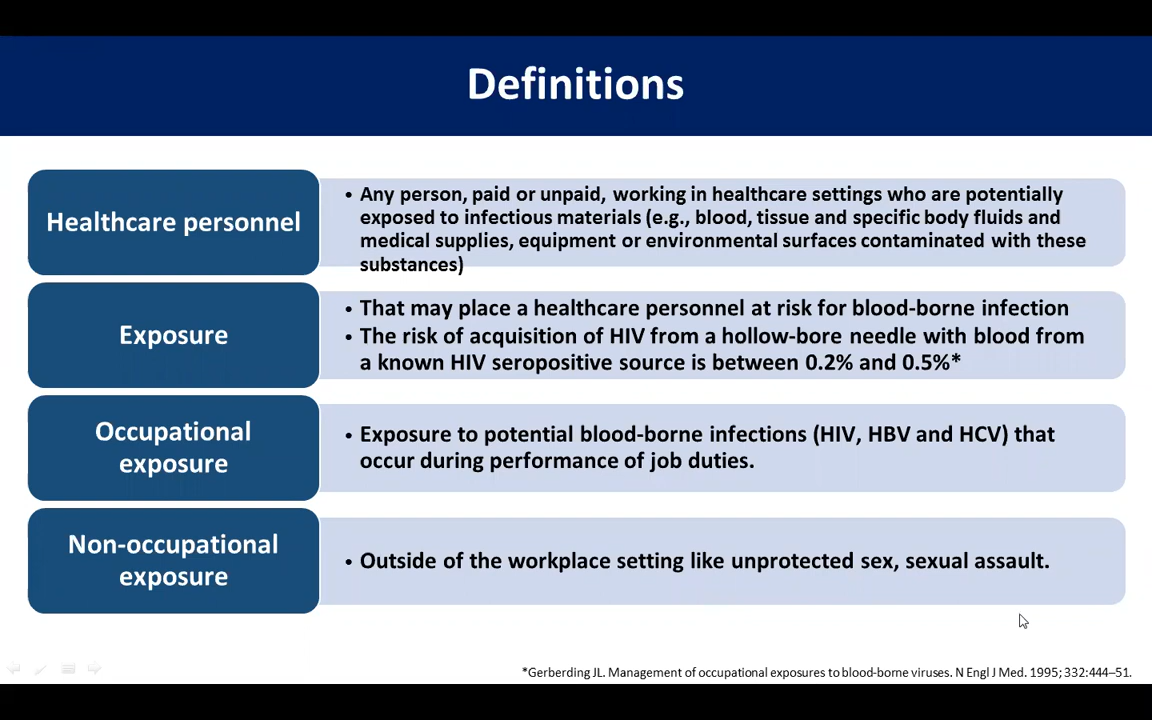 Definitions
Healthcare personnel
• Any person, paid or unpaid, working in healthcare settings who are potentially
exposed to infectious materials (e.g., blood, tissue and specific body fluids and
medical supplies, equipment or environmental surfaces contaminated with these
substances)
Exposure
• That may place a healthcare personnel at risk for blood-borne infection
• The risk of acquisition of HIV from a hollow-bore needle with blood from
a known HIV seropositive source is between 0.2% and 0.5%*
Occupational
exposure
• Exposure to potential blood-borne infections (HIV, HBV and HCV) that
occur during performance of job duties.
Non-occupational
exposure
• Outside of the workplace setting like unprotected sex, sexual assault.
*Gerberding JL. Management of occupational exposures to blood-borne viruses. N Engl J Med. 1995; 332:444–51.